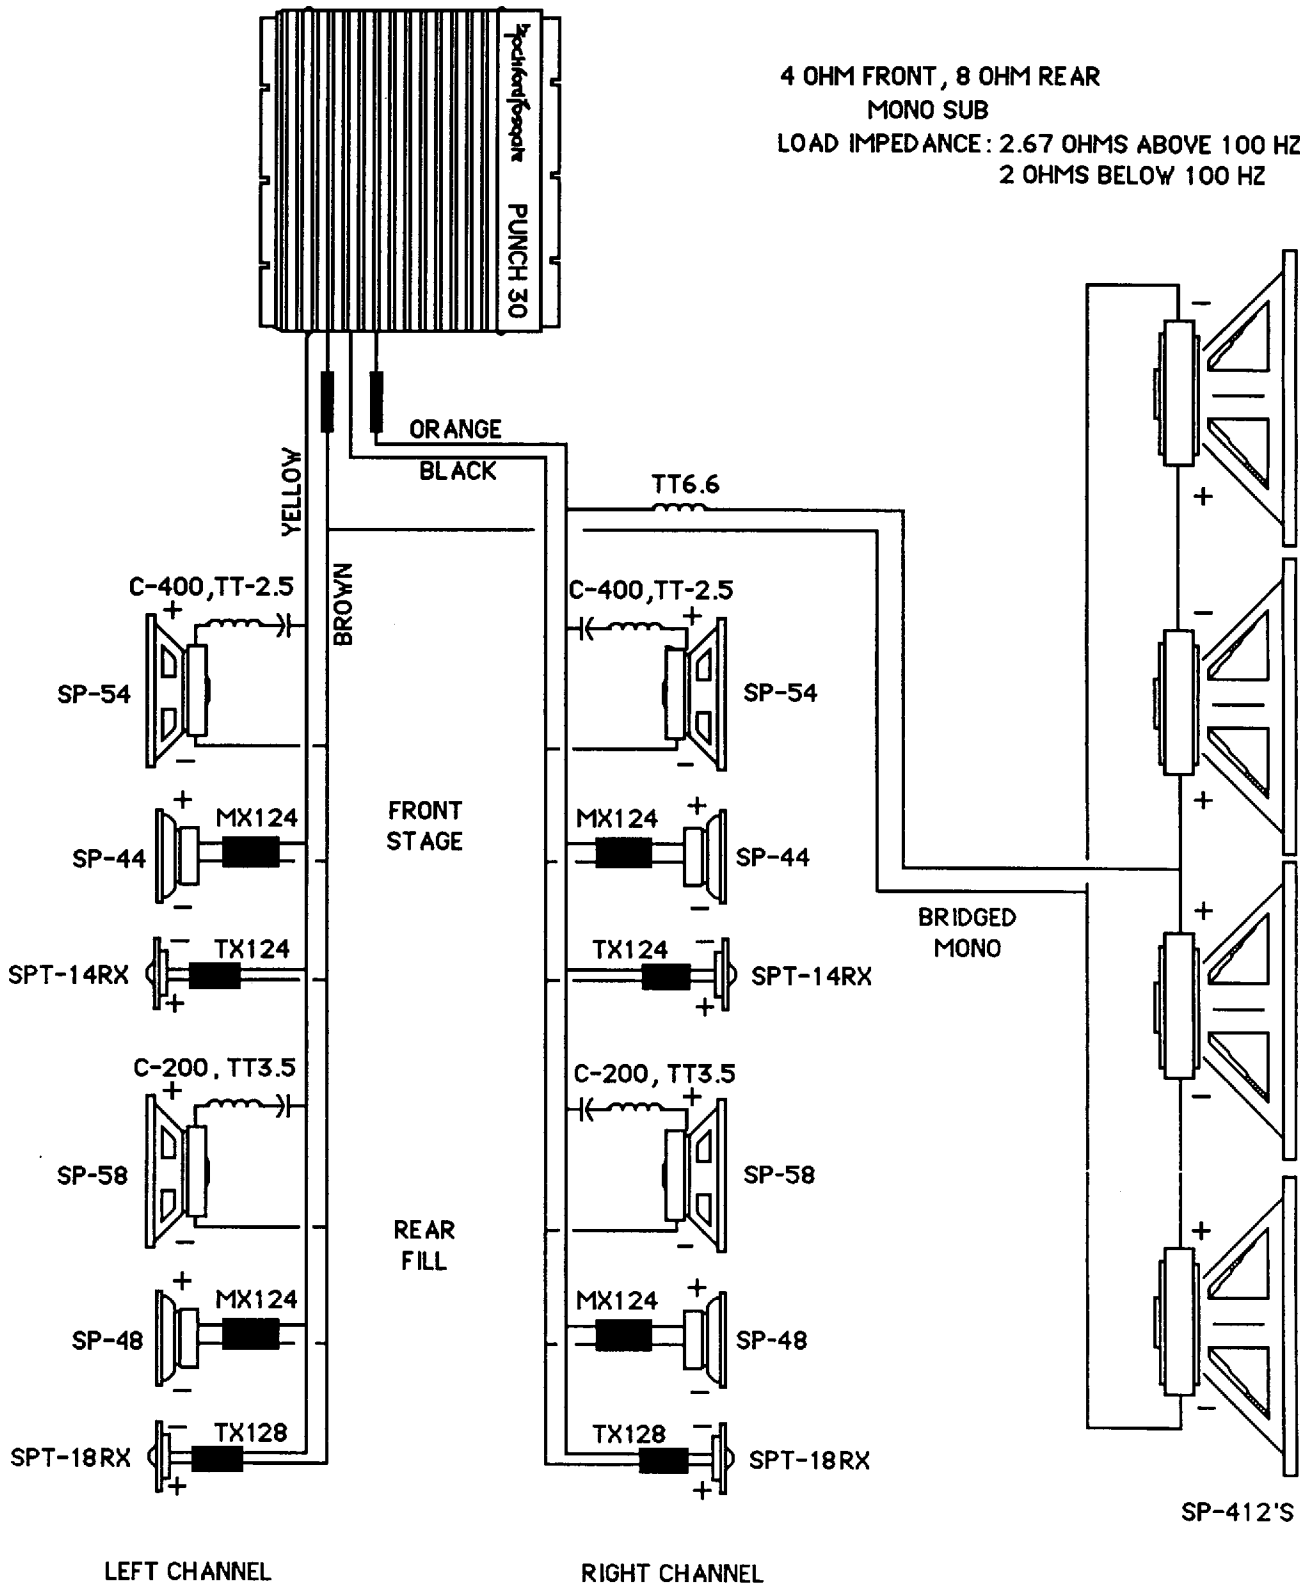 Rockford Fosgate PUNCH 30
4 OHM FRONT, 8 OHM REAR
MONO SUB
LOAD IMPEDANCE: 2.67 OHMS ABOVE 100 HZ
2 OHMS BELOW 100 HZ
ORANGE
BLACK
YELLOW
BROWN
TT6.6
C-400,TT-2.5
C-400,TT-2.5
+
+
SP-54
SP-54
-
-
FRONT
STAGE
+
+
MX124
MX124
SP-44
SP-44
-
-
-
-
TX124
TX124
SPT-14RX
SPT-14RX
+
+
C-200, TT3.5
C-200, TT3.5
+
+
SP-58
SP-58
-
-
REAR
FILL
+
+
MX124
MX124
SP-48
SP-48
-
-
-
-
TX128
TX128
SPT-18RX
SPT-18RX
+
+
BRIDGED
MONO
-
+
-
+
+
-
+
-
SP-412'S
LEFT CHANNEL
RIGHT CHANNEL